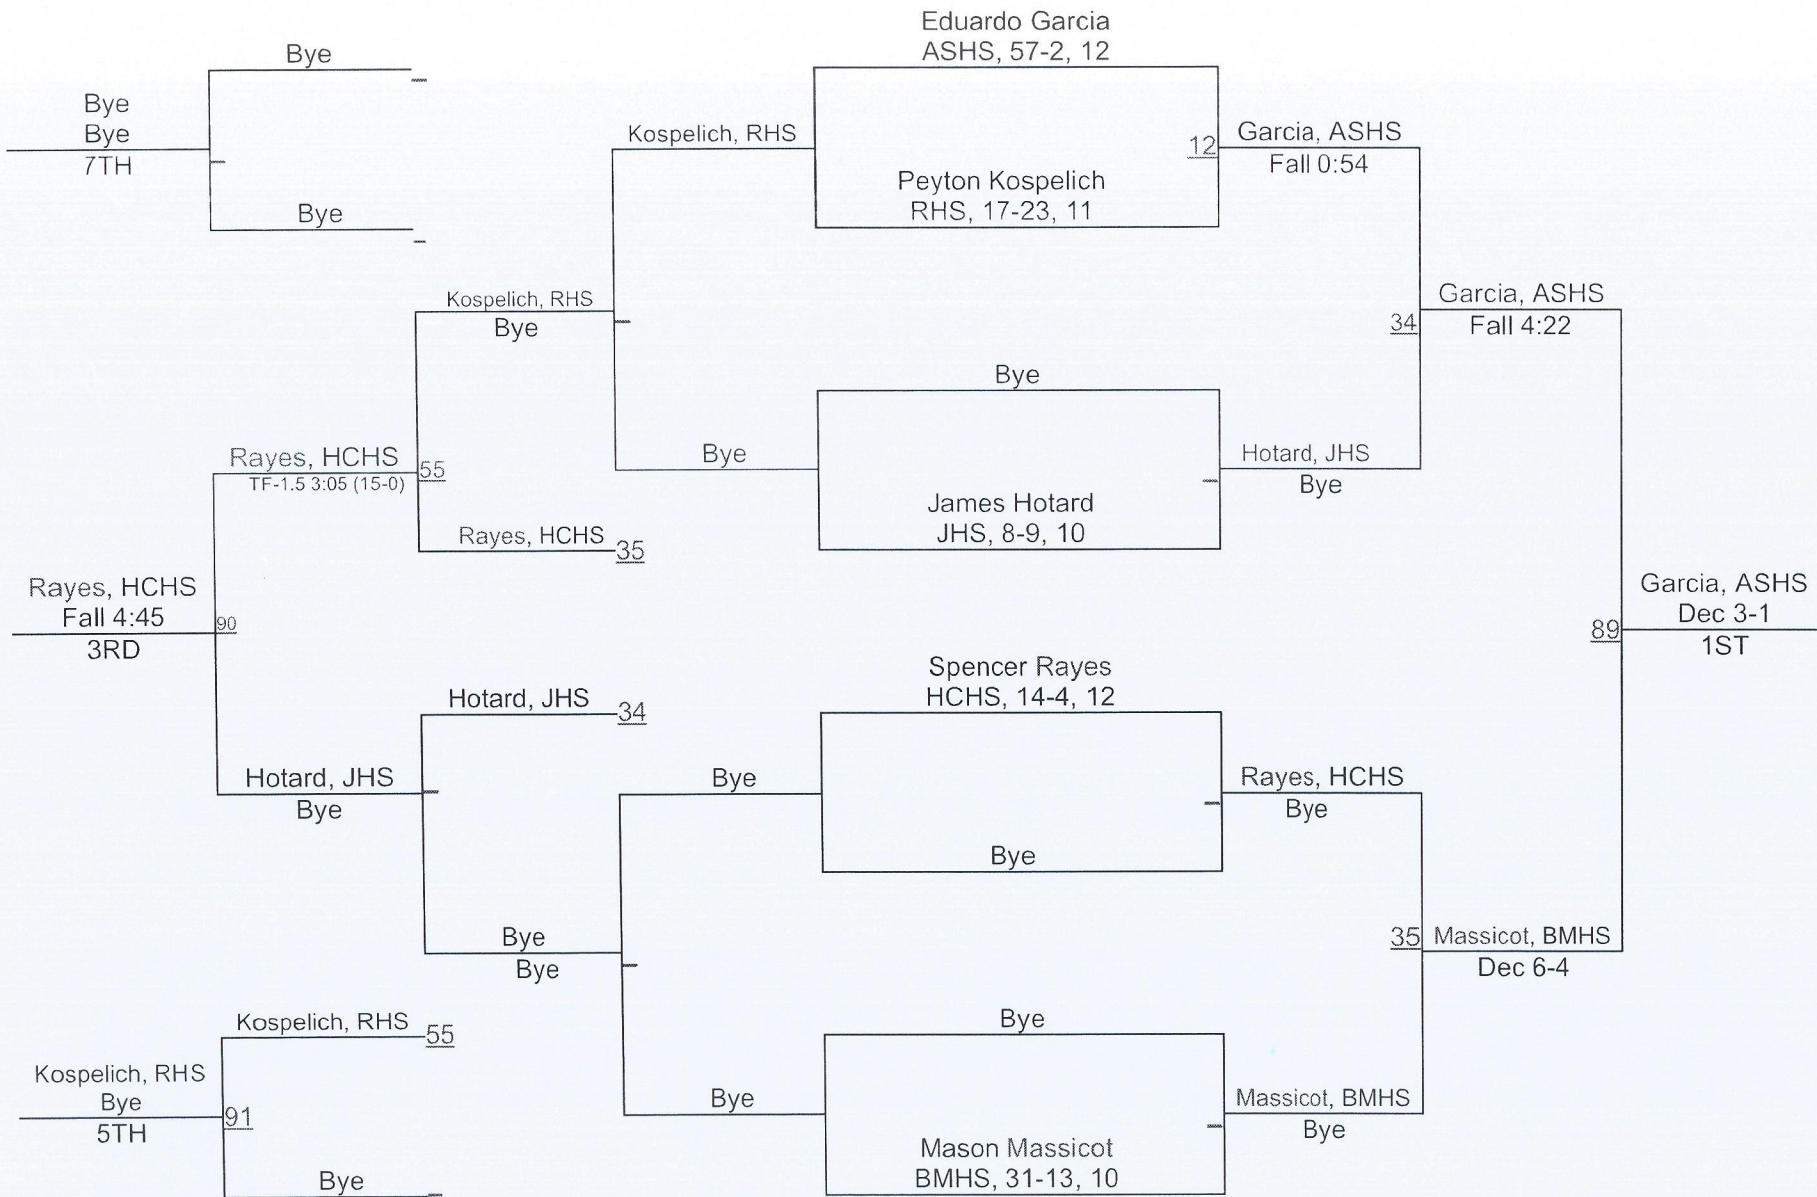 Eduardo Garcia
ASHS, 57-2, 12
Bye
Bye
Bye
7TH
Bye
Kospelich, RHS
12
Garcia, ASHS
Fall 0:54
Peyton Kospelich
RHS, 17-23, 11
Kospelich, RHS
Bye
Garcia, ASHS
34
Fall 4:22
Bye
Bye
Hotard, JHS
Bye
James Hotard
JHS, 8-9, 10
Rayes, HCHS
55
TF-1.5 3:05 (15-0)
Rayes, HCHS
35
Rayes, HCHS
Fall 4:45
90
3RD
Garcia, ASHS
Dec 3-1
89
1ST
Spencer Rayes
HCHS, 14-4, 12
Hotard, JHS
34
Hotard, JHS
Bye
Bye
Rayes, HCHS
Bye
Bye
Bye
Bye
35
Massicot, BMHS
Dec 6-4
Kospelich, RHS
55
Bye
Kospelich, RHS
Bye
91
5TH
Bye
Massicot, BMHS
Bye
Mason Massicot
BMHS, 31-13, 10
Bye